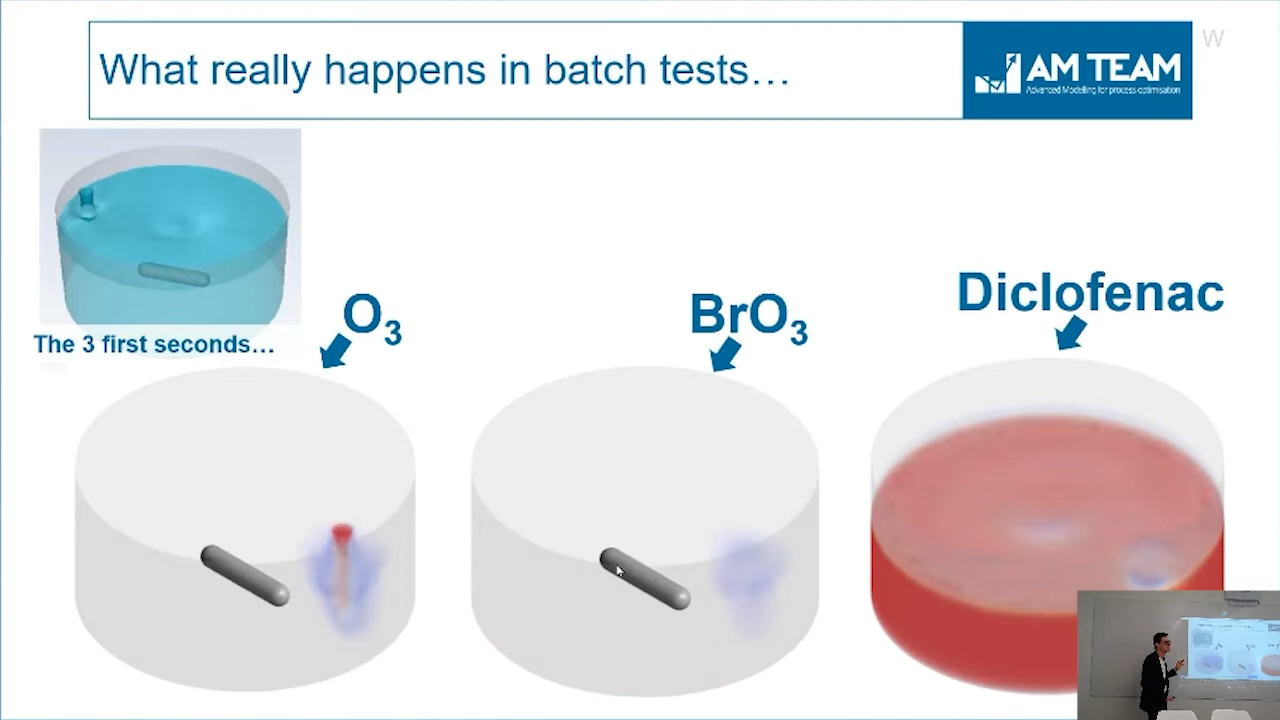 What really happens in batch tests…
AM TEAM
Advanced Modelling for process optimisation
W
The 3 first seconds…
O₃
BrO₃
Diclofenac